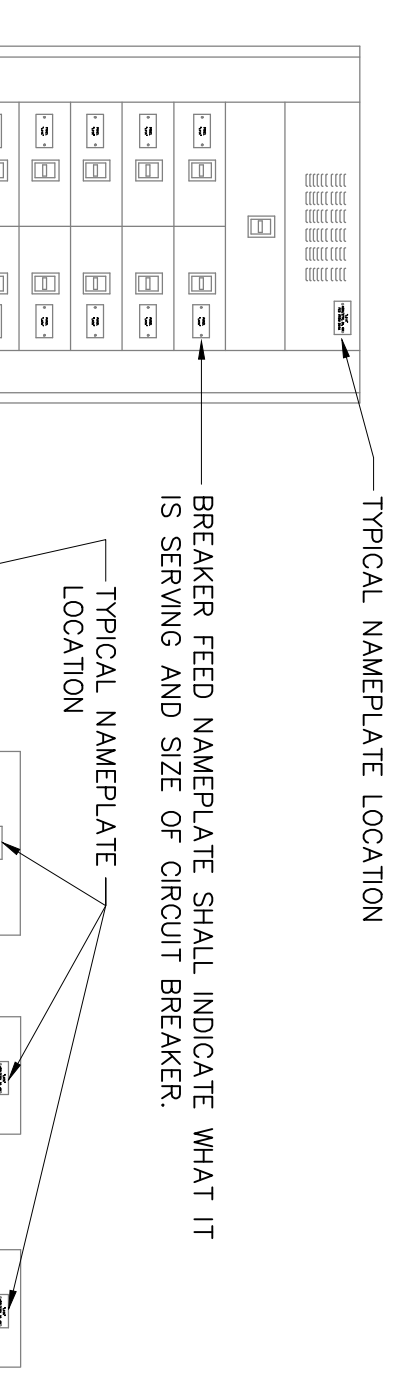 TYPICAL NAMEPLATE LOCATION
BREAKER FEED NAMEPLATE SHALL INDICATE WHAT IT
IS SERVING AND SIZE OF CIRCUIT BREAKER.
TYPICAL NAMEPLATE
LOCATION